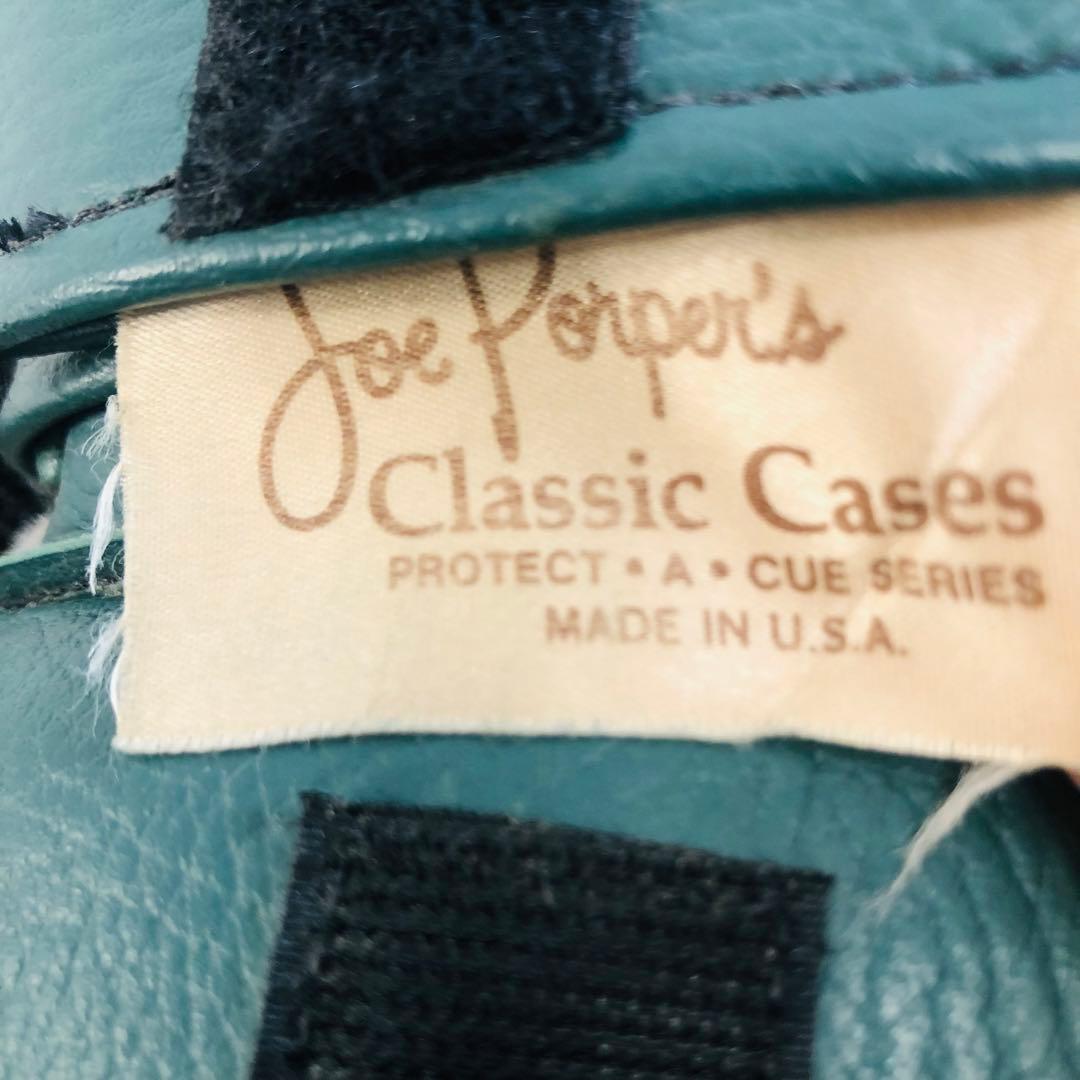 Joe Porper's
Classic Cases
PROTECT • A • CUE SERIES
MADE IN U.S.A.